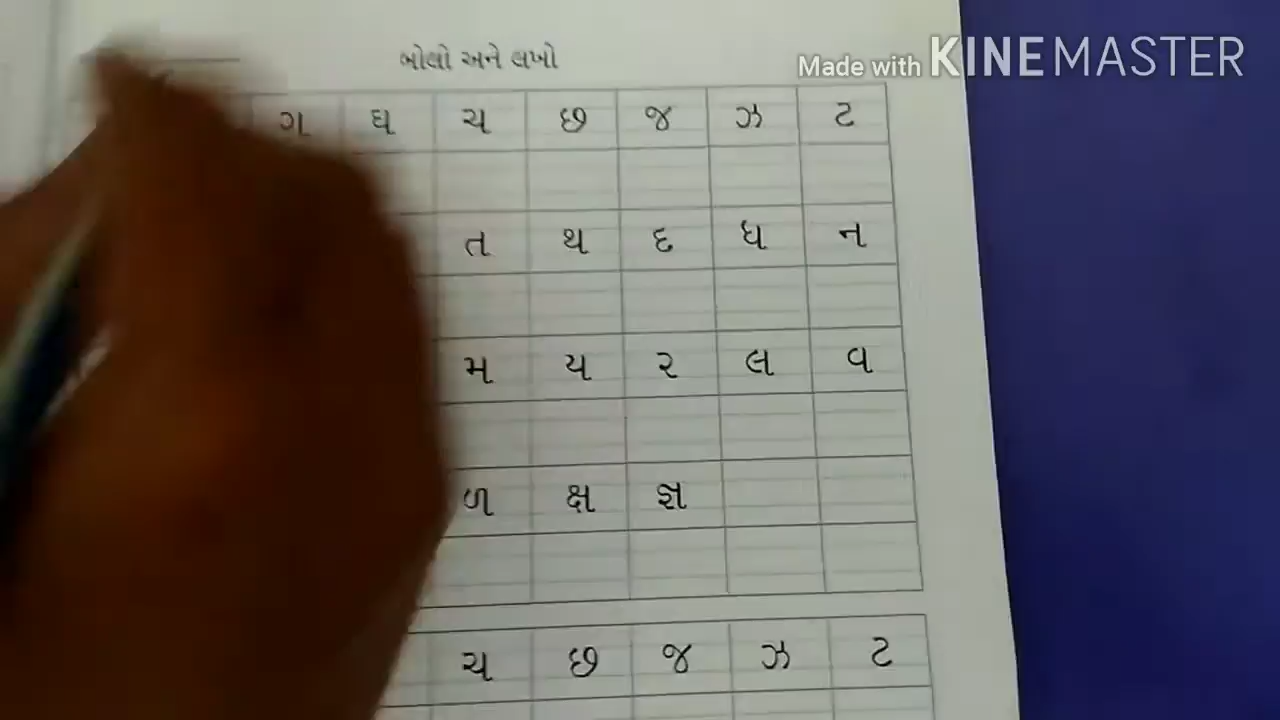 બોલો અને લખો
Made with KINEMASTER
ગ ઘ ચ છ જ ઝ ટ
ત થ દ ધ ન
મ ય ર લ વ
ળ ક્ષ જ્ઞ
ચ છ જ ઝ ટ